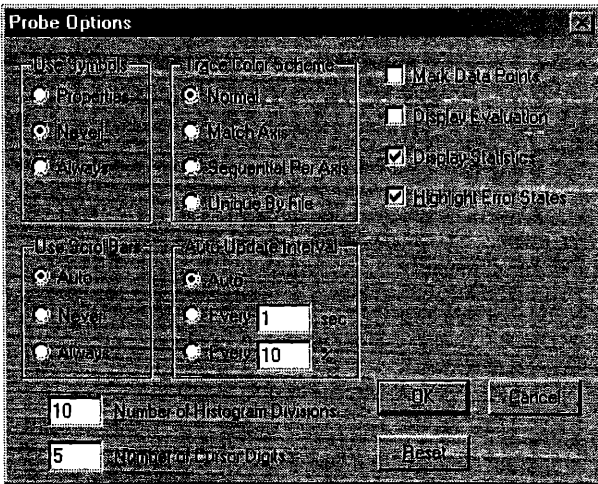 Probe Options
Use Symbols
Properties
Never
Always
Trace Color Scheme
Normal
Match Axis
Sequential Per Axis
Unique By File
Mark Data Points
Display Evaluation
Display Statistics
Highlight Error States
Use Scroll Bars
Auto
Never
Always
Auto-Update Interval
Auto
Every 1 sec
Every 10 %
10 Number of Histogram Divisions
5 Number of Cursor Digits
OK
Cancel
Reset